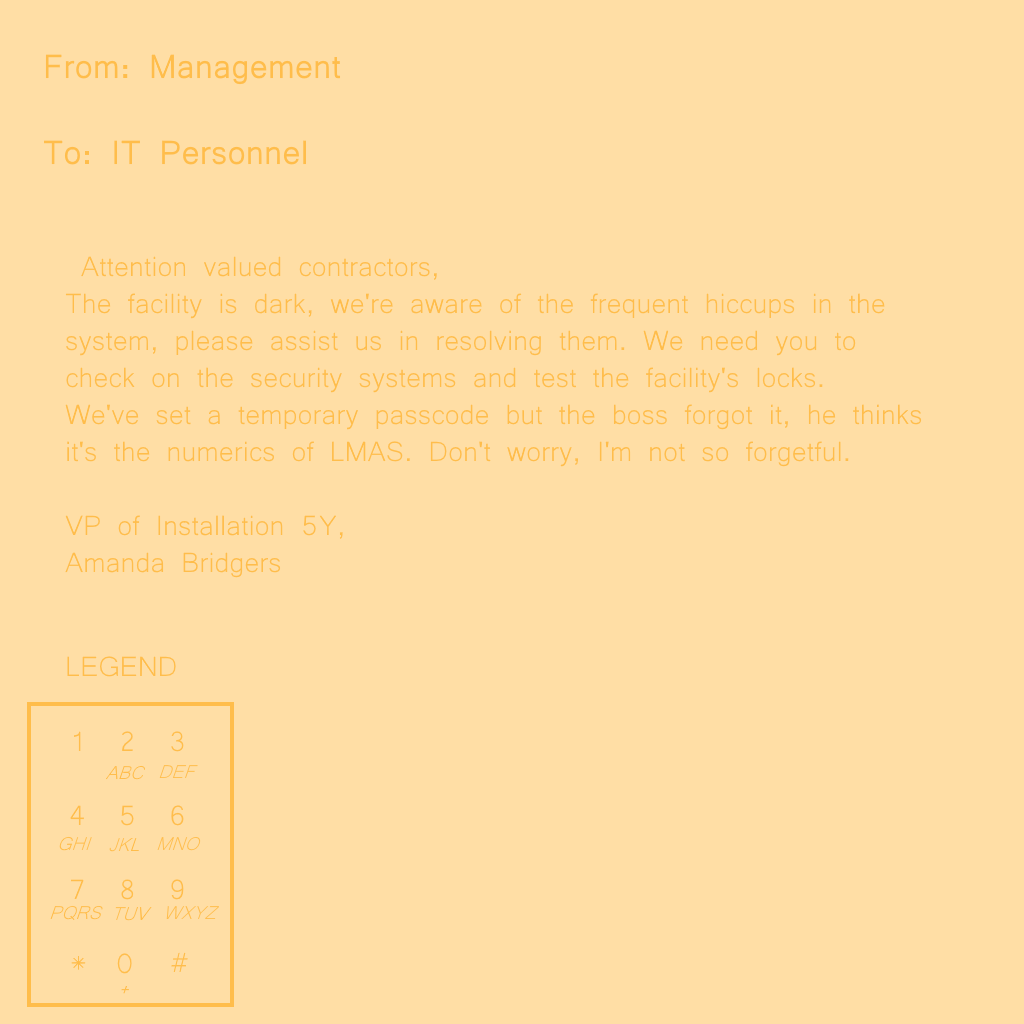 From: Management
To: IT Personnel
Attention valued contractors,
The facility is dark, we're aware of the frequent hiccups in the
system, please assist us in resolving them. We need you to
check on the security systems and test the facility's locks.
We've set a temporary passcode but the boss forgot it, he thinks
it's the numerics of LMAS. Don't worry, I'm not so forgetful.
VP of Installation 5Y,
Amanda Bridgers
LEGEND
1 2 3
ABC DEF
4 5 6
GHI JKL MNO
7 8 9
PQRS TUV WXYZ
* 0 #
+